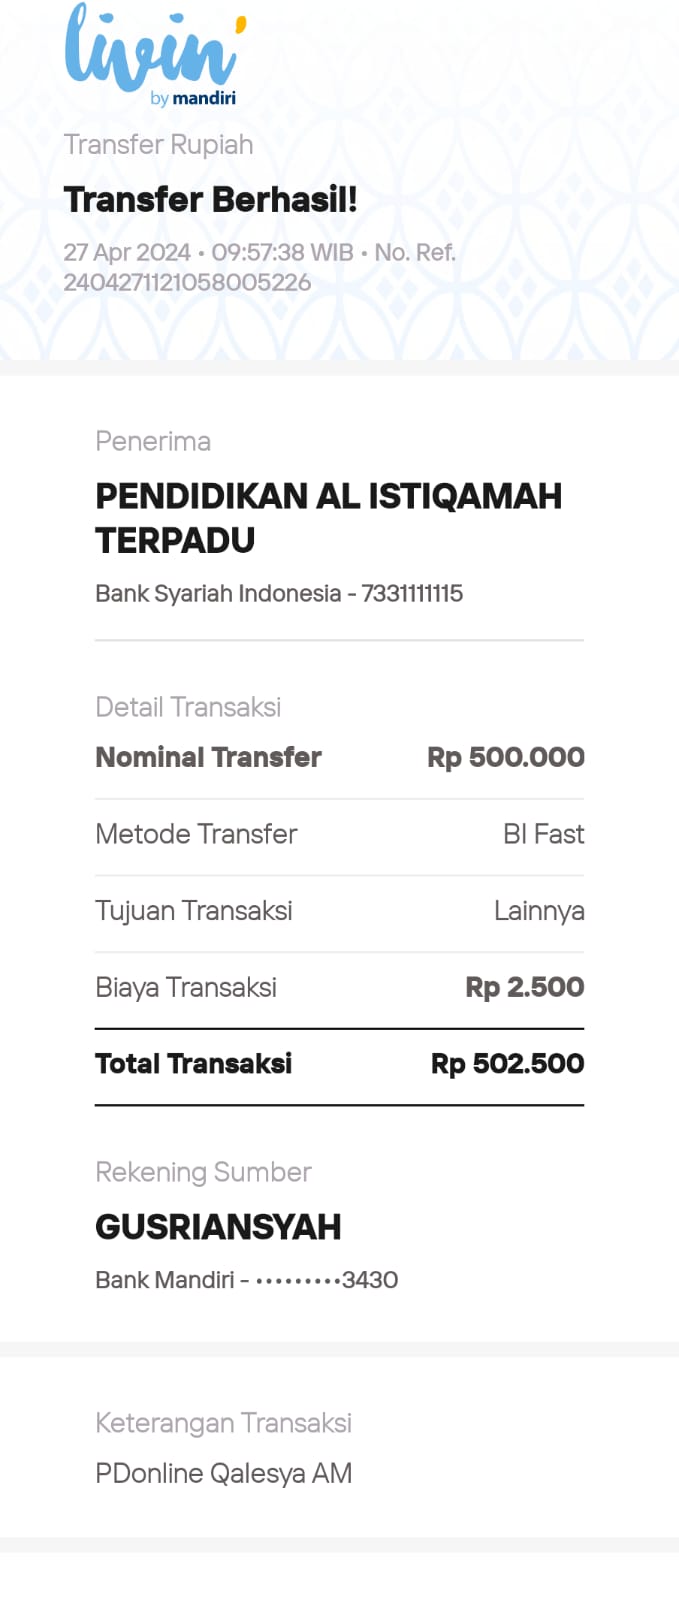 livin'
by mandiri
Transfer Rupiah
Transfer Berhasil!
27 Apr 2024 • 09:57:38 WIB • No. Ref.
2404271121058005226
Penerima
PENDIDIKAN AL ISTIQAMAH
TERPADU
Bank Syariah Indonesia - 7331111115
Detail Transaksi
Nominal Transfer Rp 500.000
Metode Transfer BI Fast
Tujuan Transaksi Lainnya
Biaya Transaksi Rp 2.500
Total Transaksi Rp 502.500
Rekening Sumber
GUSRIANSYAH
Bank Mandiri - •••••••••3430
Keterangan Transaksi
PDonline Qalesya AM